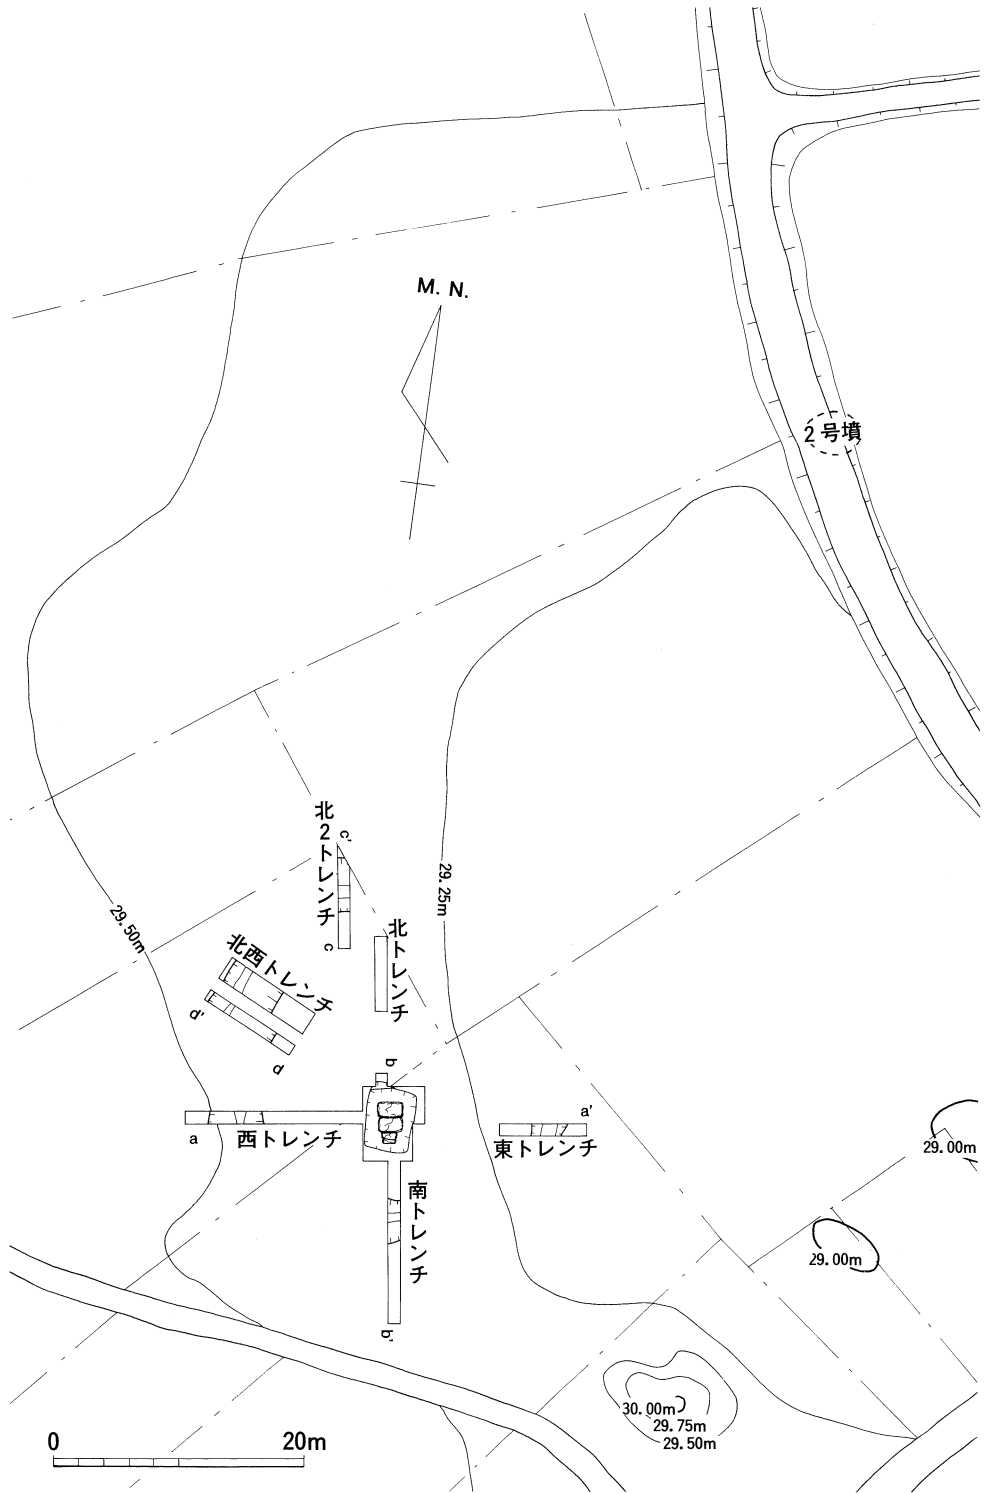 M. N.
2号墳
北2トレンチ
c'
c
29.25m
29.50m
北トレンチ
北西トレンチ
d'
d
b
a'
a
西トレンチ
東トレンチ
29.00m
南トレンチ
29.00m
b'
30.00m
29.75m
29.50m
0 20m